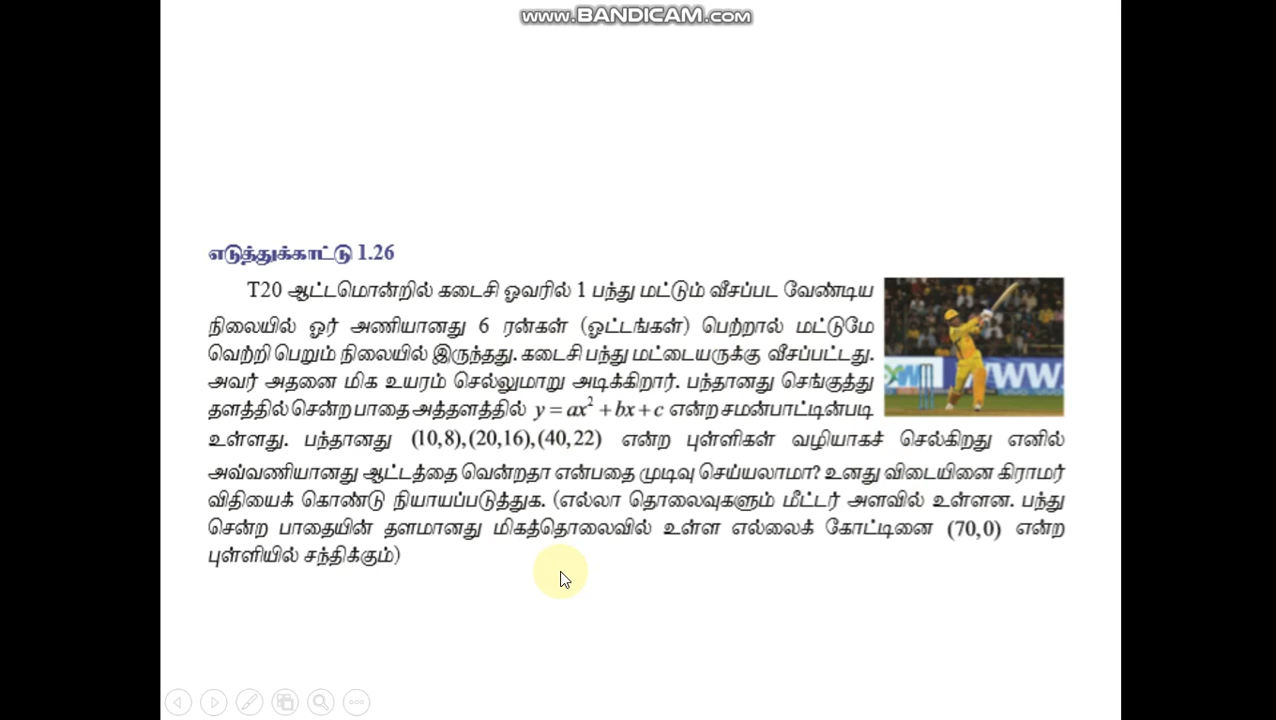 www.BANDICAM.com
எடுத்துக்காட்டு 1.26
T20 ஆட்டமொன்றில் கடைசி ஓவரில் 1 பந்து மட்டும் வீசப்பட வேண்டிய
நிலையில் ஓர் அணியானது 6 ரன்கள் (ஓட்டங்கள்) பெற்றால் மட்டுமே
வெற்றி பெறும் நிலையில் இருந்தது. கடைசி பந்து மட்டையருக்கு வீசப்பட்டது.
அவர் அதனை மிக உயரம் செல்லுமாறு அடிக்கிறார். பந்தானது செங்குத்து
தளத்தில் சென்ற பாதை அத்தளத்தில் y = ax² + bx + c என்ற சமன்பாட்டின்படி
உள்ளது. பந்தானது (10,8),(20,16),(40,22) என்ற புள்ளிகள் வழியாகச் செல்கிறது எனில்
அவ்வணியானது ஆட்டத்தை வென்றதா என்பதை முடிவு செய்யலாமா? உனது விடையினை கிராமர்
விதியைக் கொண்டு நியாயப்படுத்துக. (எல்லா தொலைவுகளும் மீட்டர் அளவில் உள்ளன. பந்து
சென்ற பாதையின் தளமானது மிகத்தொலைவில் உள்ள எல்லைக் கோட்டினை (70,0) என்ற
புள்ளியில் சந்திக்கும்)